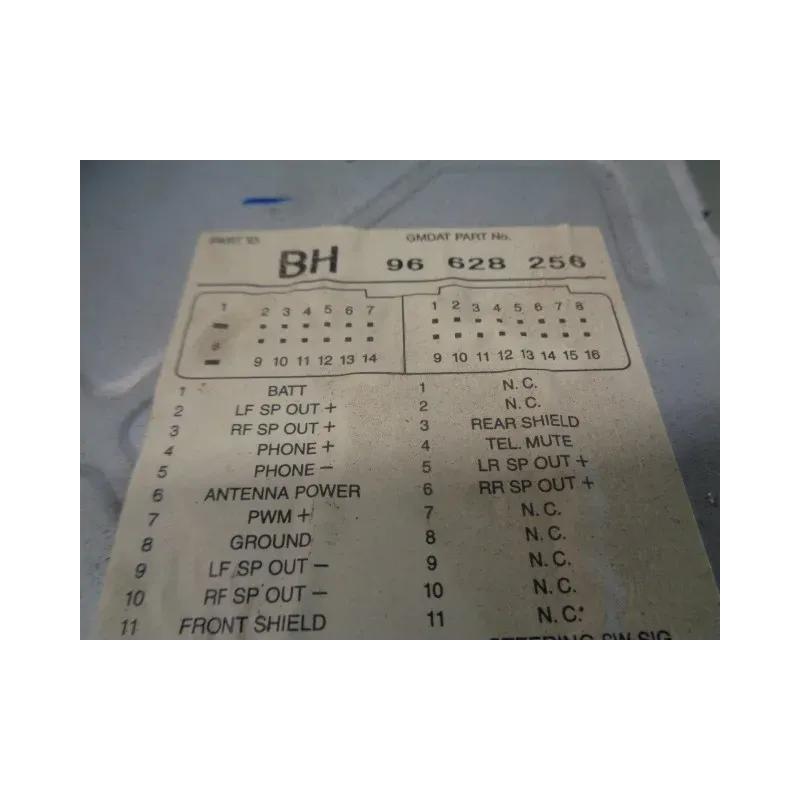 GMDAT PART No.
BH 96 628 256
1 2 3 4 5 6 7 1 2 3 4 5 6 7 8
8 9 10 11 12 13 14 9 10 11 12 13 14 15 16
1 BATT 1 N.C.
2 LF SP OUT + 2 N.C.
3 RF SP OUT + 3 REAR SHIELD
4 PHONE + 4 TEL. MUTE
5 PHONE − 5 LR SP OUT +
6 ANTENNA POWER 6 RR SP OUT +
7 PWM + 7 N.C.
8 GROUND 8 N.C.
9 LF SP OUT − 9 N.C.
10 RF SP OUT − 10 N.C.
11 FRONT SHIELD 11 N.C.
STEERING SW SIG